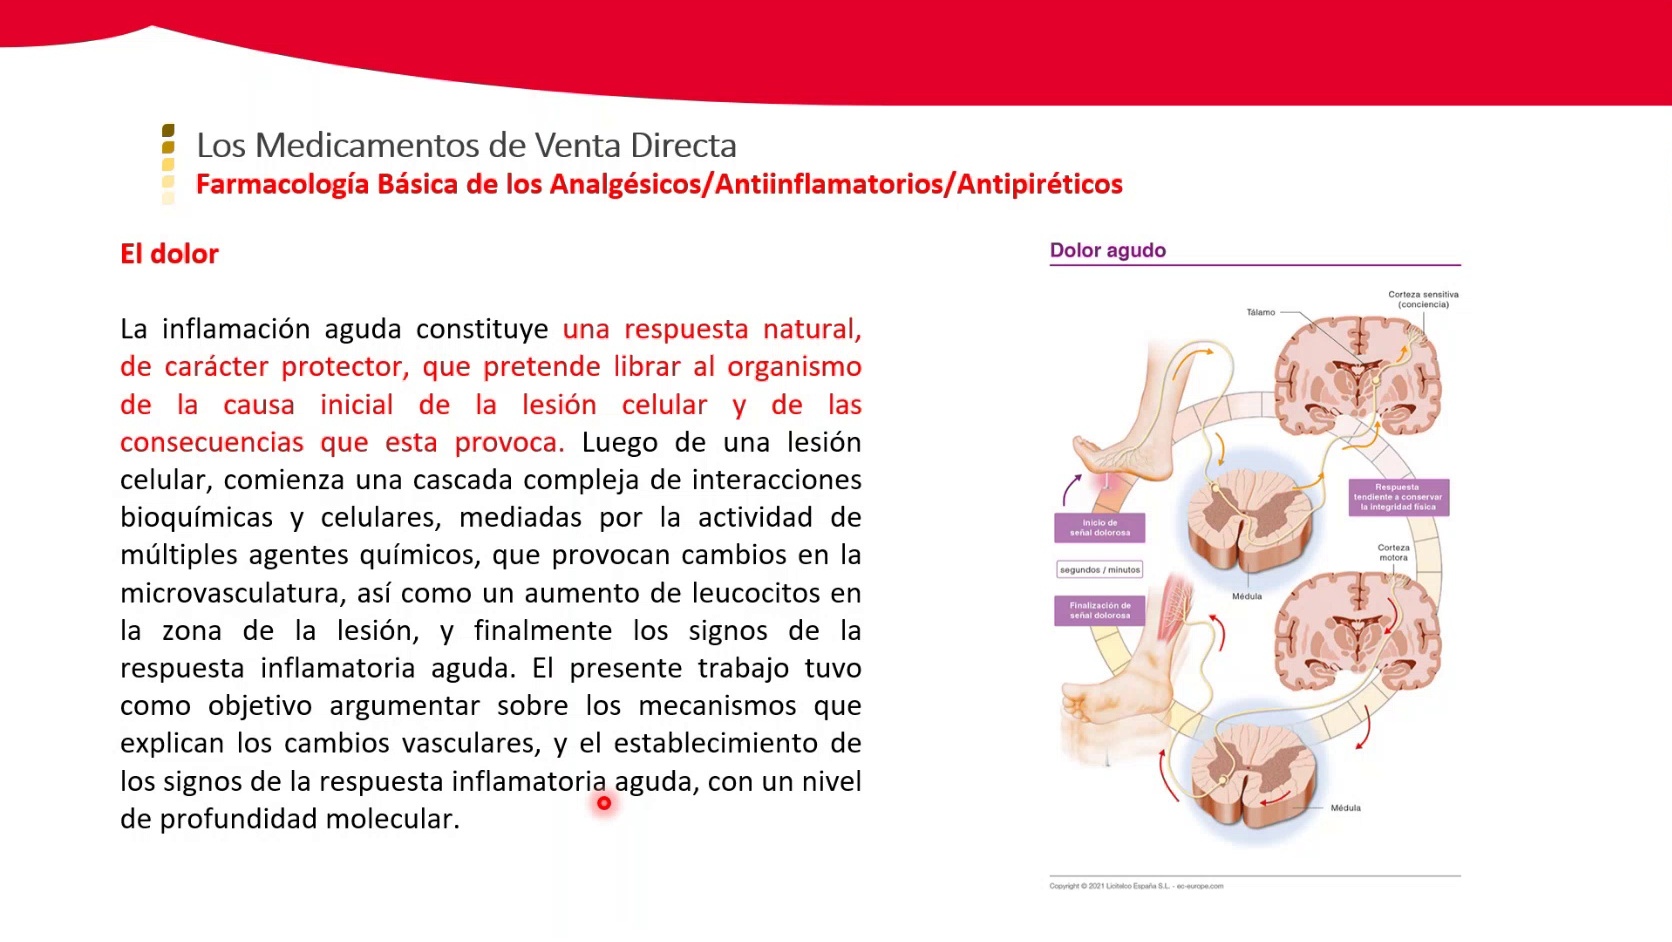 Los Medicamentos de Venta Directa
Farmacología Básica de los Analgésicos/Antiinflamatorios/Antipiréticos
El dolor
La inflamación aguda constituye una respuesta natural,
de carácter protector, que pretende librar al organismo
de la causa inicial de la lesión celular y de las
consecuencias que esta provoca. Luego de una lesión
celular, comienza una cascada compleja de interacciones
bioquímicas y celulares, mediadas por la actividad de
múltiples agentes químicos, que provocan cambios en la
microvasculatura, así como un aumento de leucocitos en
la zona de la lesión, y finalmente los signos de la
respuesta inflamatoria aguda. El presente trabajo tuvo
como objetivo argumentar sobre los mecanismos que
explican los cambios vasculares, y el establecimiento de
los signos de la respuesta inflamatoria aguda, con un nivel
de profundidad molecular.
Dolor agudo
Corteza sensitiva
(conciencia)
Tálamo
Respuesta
tendiente a conservar
la integridad física
Inicio de
señal dolorosa
Corteza
motora
segundos / minutos
Médula
Finalización de
señal dolorosa
Médula
Copyright © 2021 Licitelco España S.L. - ec-europe.com